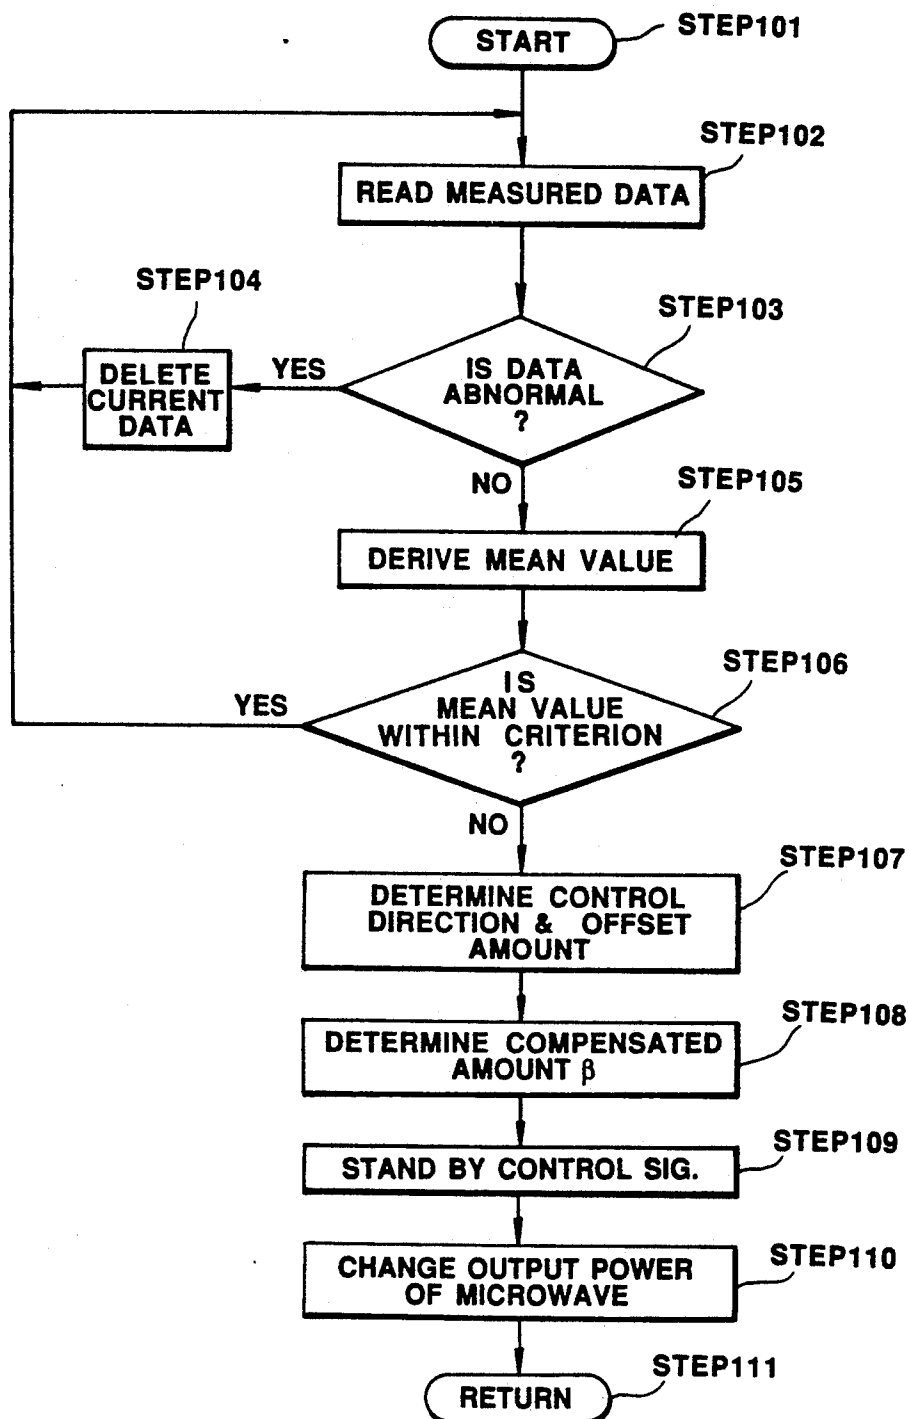 START
STEP101
STEP102
READ MEASURED DATA
STEP104
STEP103
DELETE
CURRENT
DATA
YES
IS DATA
ABNORMAL
?
NO
STEP105
DERIVE MEAN VALUE
STEP106
YES
IS
MEAN VALUE
WITHIN CRITERION
?
NO
STEP107
DETERMINE CONTROL
DIRECTION & OFFSET
AMOUNT
STEP108
DETERMINE COMPENSATED
AMOUNT β
STEP109
STAND BY CONTROL SIG.
STEP110
CHANGE OUTPUT POWER
OF MICROWAVE
STEP111
RETURN